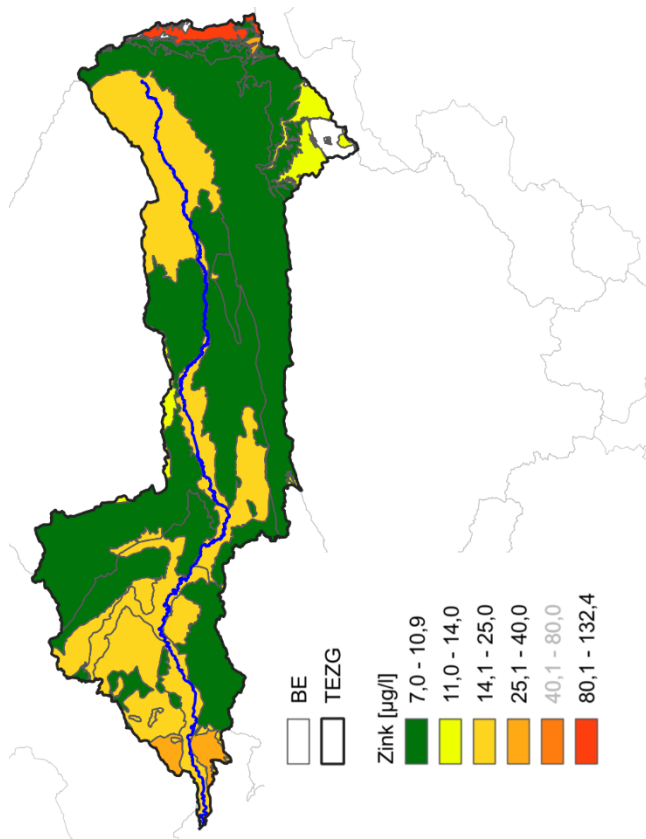 BE
TEZG
Zink [µg/l]
7,0 - 10,9
11,0 - 14,0
14,1 - 25,0
25,1 - 40,0
40,1 - 80,0
80,1 - 132,4